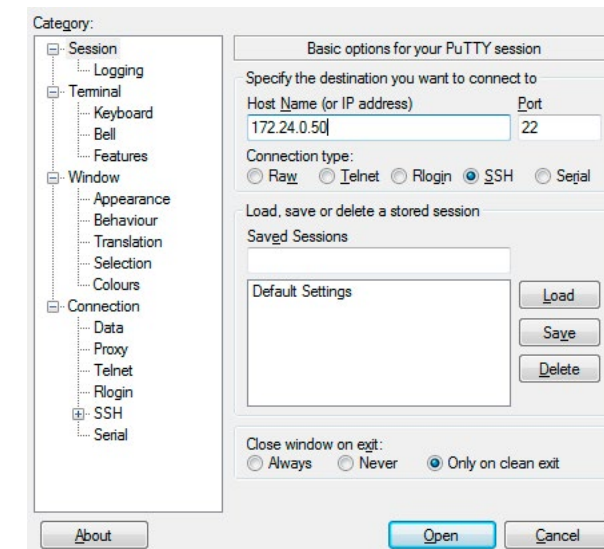 Category:
Session
Logging
Terminal
Keyboard
Bell
Features
Window
Appearance
Behaviour
Translation
Selection
Colours
Connection
Data
Proxy
Telnet
Rlogin
SSH
Serial
Basic options for your PuTTY session
Specify the destination you want to connect to
Host Name (or IP address) Port
172.24.0.50 22
Connection type:
Raw Telnet Rlogin SSH Serial
Load, save or delete a stored session
Saved Sessions
Default Settings
Load
Save
Delete
Close window on exit:
Always Never Only on clean exit
About Open Cancel